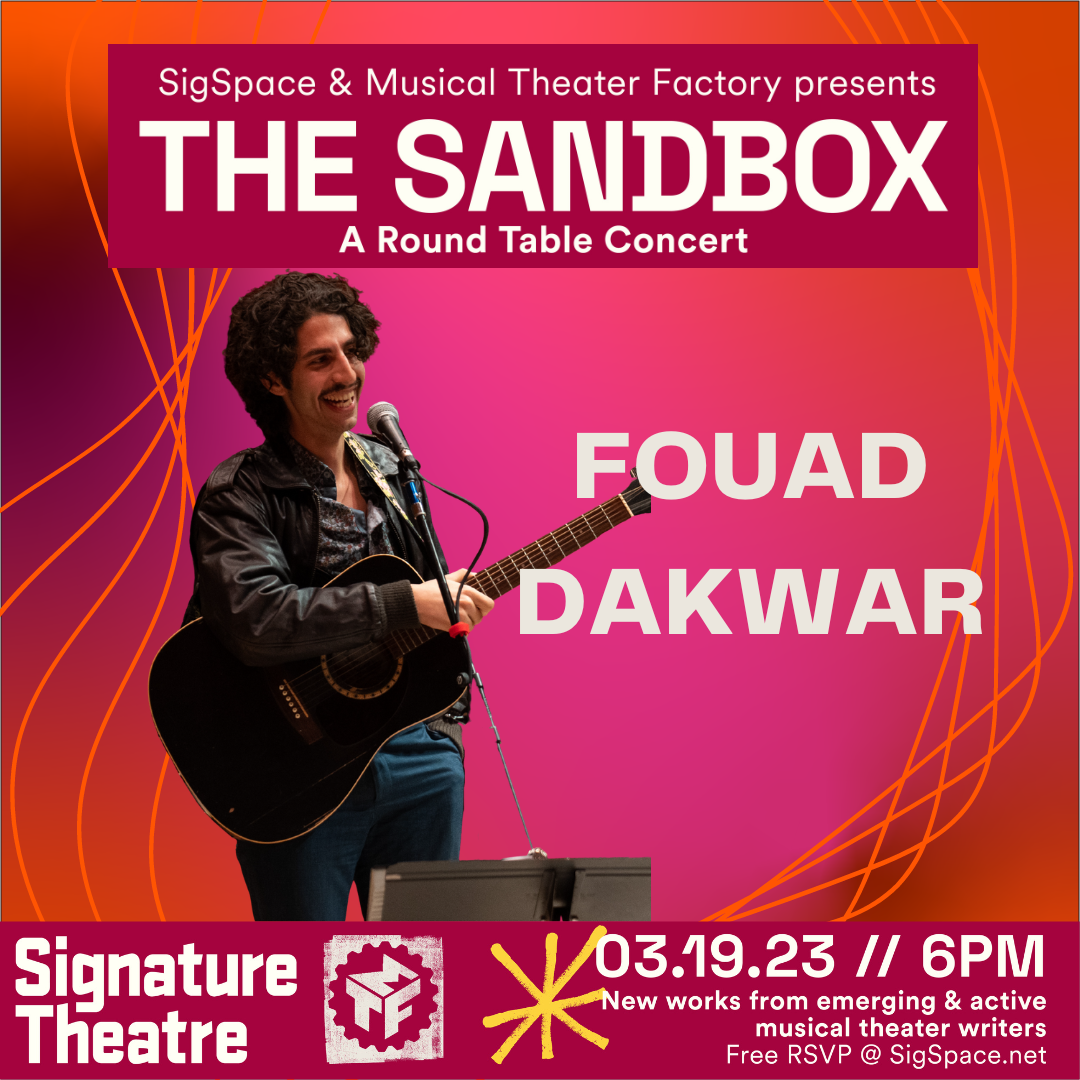 SigSpace & Musical Theater Factory presents
THE SANDBOX
A Round Table Concert
FOUAD
DAKWAR
Signature
Theatre
MTF
03.19.23 // 6PM
New works from emerging & active
musical theater writers
Free RSVP @ SigSpace.net